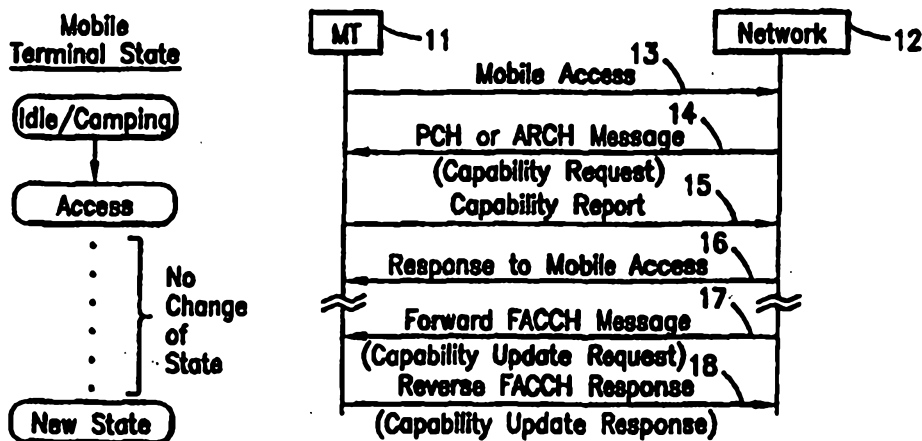 Mobile
Terminal State
Idle/Camping
Access
No
Change
of
State
New State
MT
11
Network
12
13
Mobile Access
14
PCH or ARCH Message
(Capability Request)
15
Capability Report
16
Response to Mobile Access
17
Forward FACCH Message
(Capability Update Request)
18
Reverse FACCH Response
(Capability Update Response)